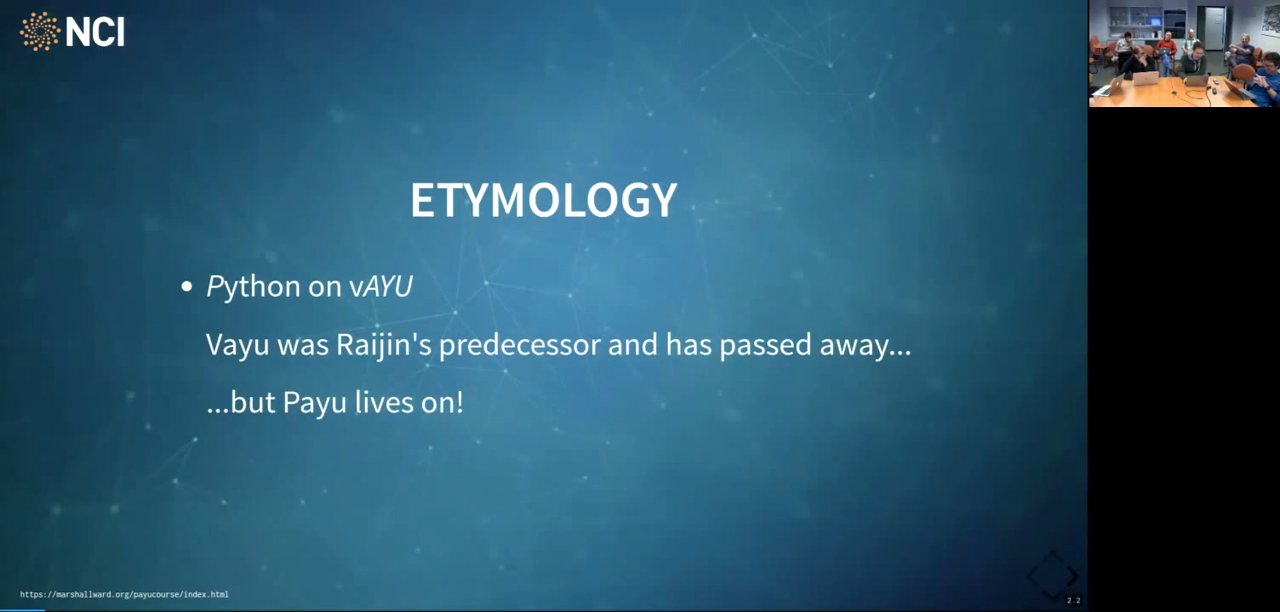 NCI
ETYMOLOGY
• Python on vAYU
Vayu was Raijin's predecessor and has passed away...
...but Payu lives on!
https://marshallward.org/payucourse/index.html
2.2